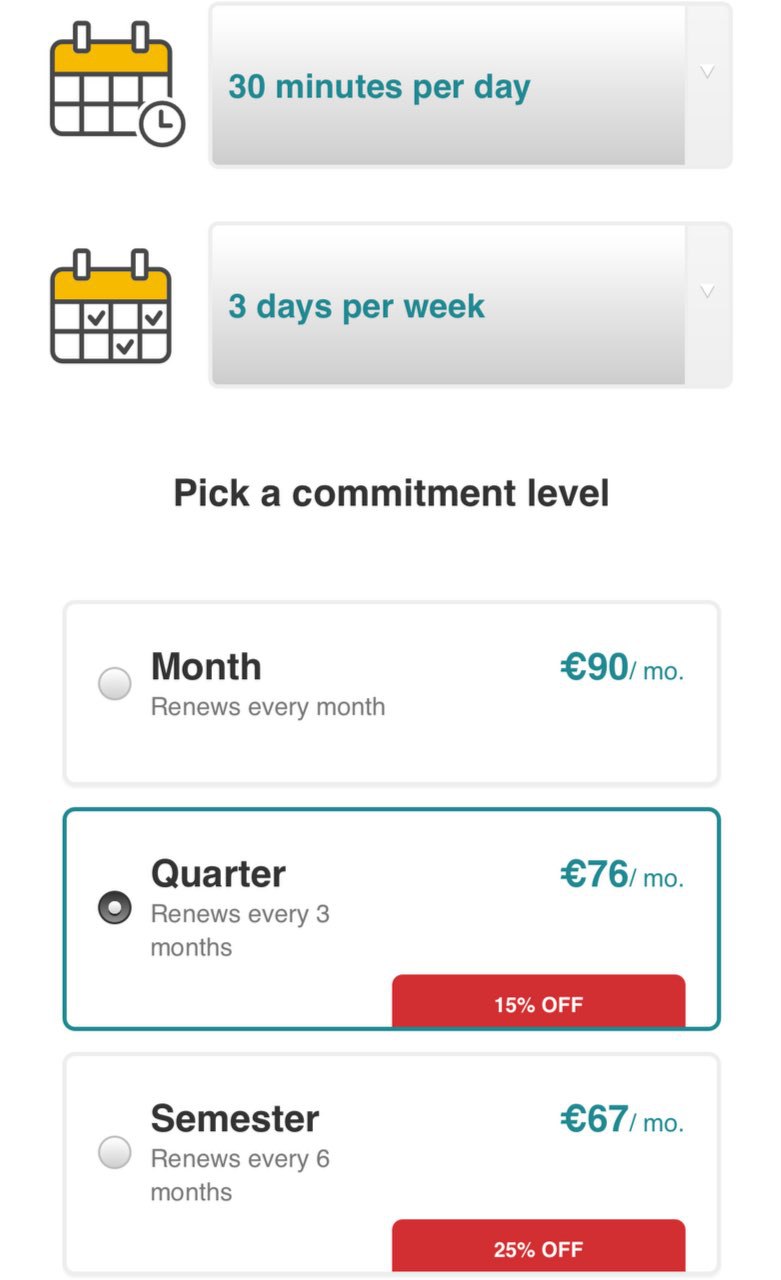 30 minutes per day
3 days per week
Pick a commitment level
Month
€90/ mo.
Renews every month
Quarter
€76/ mo.
Renews every 3
months
15% OFF
Semester
€67/ mo.
Renews every 6
months
25% OFF